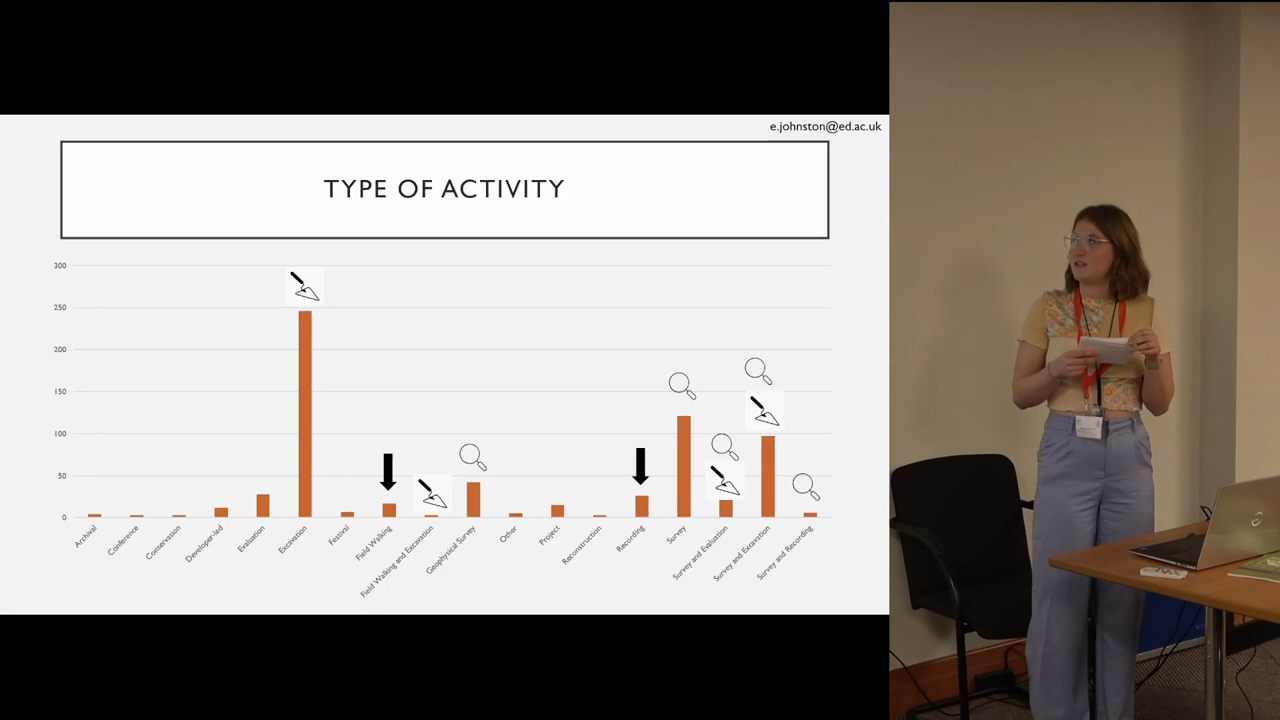 e.johnston@ed.ac.uk
TYPE OF ACTIVITY
300
250
200
150
100
50
0
Archival
Conference
Conservation
Developer-led
Evaluation
Excavation
Festival
Field Walking
Field Walking and Excavation
Geophysical Survey
Other
Project
Reconstruction
Recording
Survey
Survey and Evaluation
Survey and Excavation
Survey and Recording